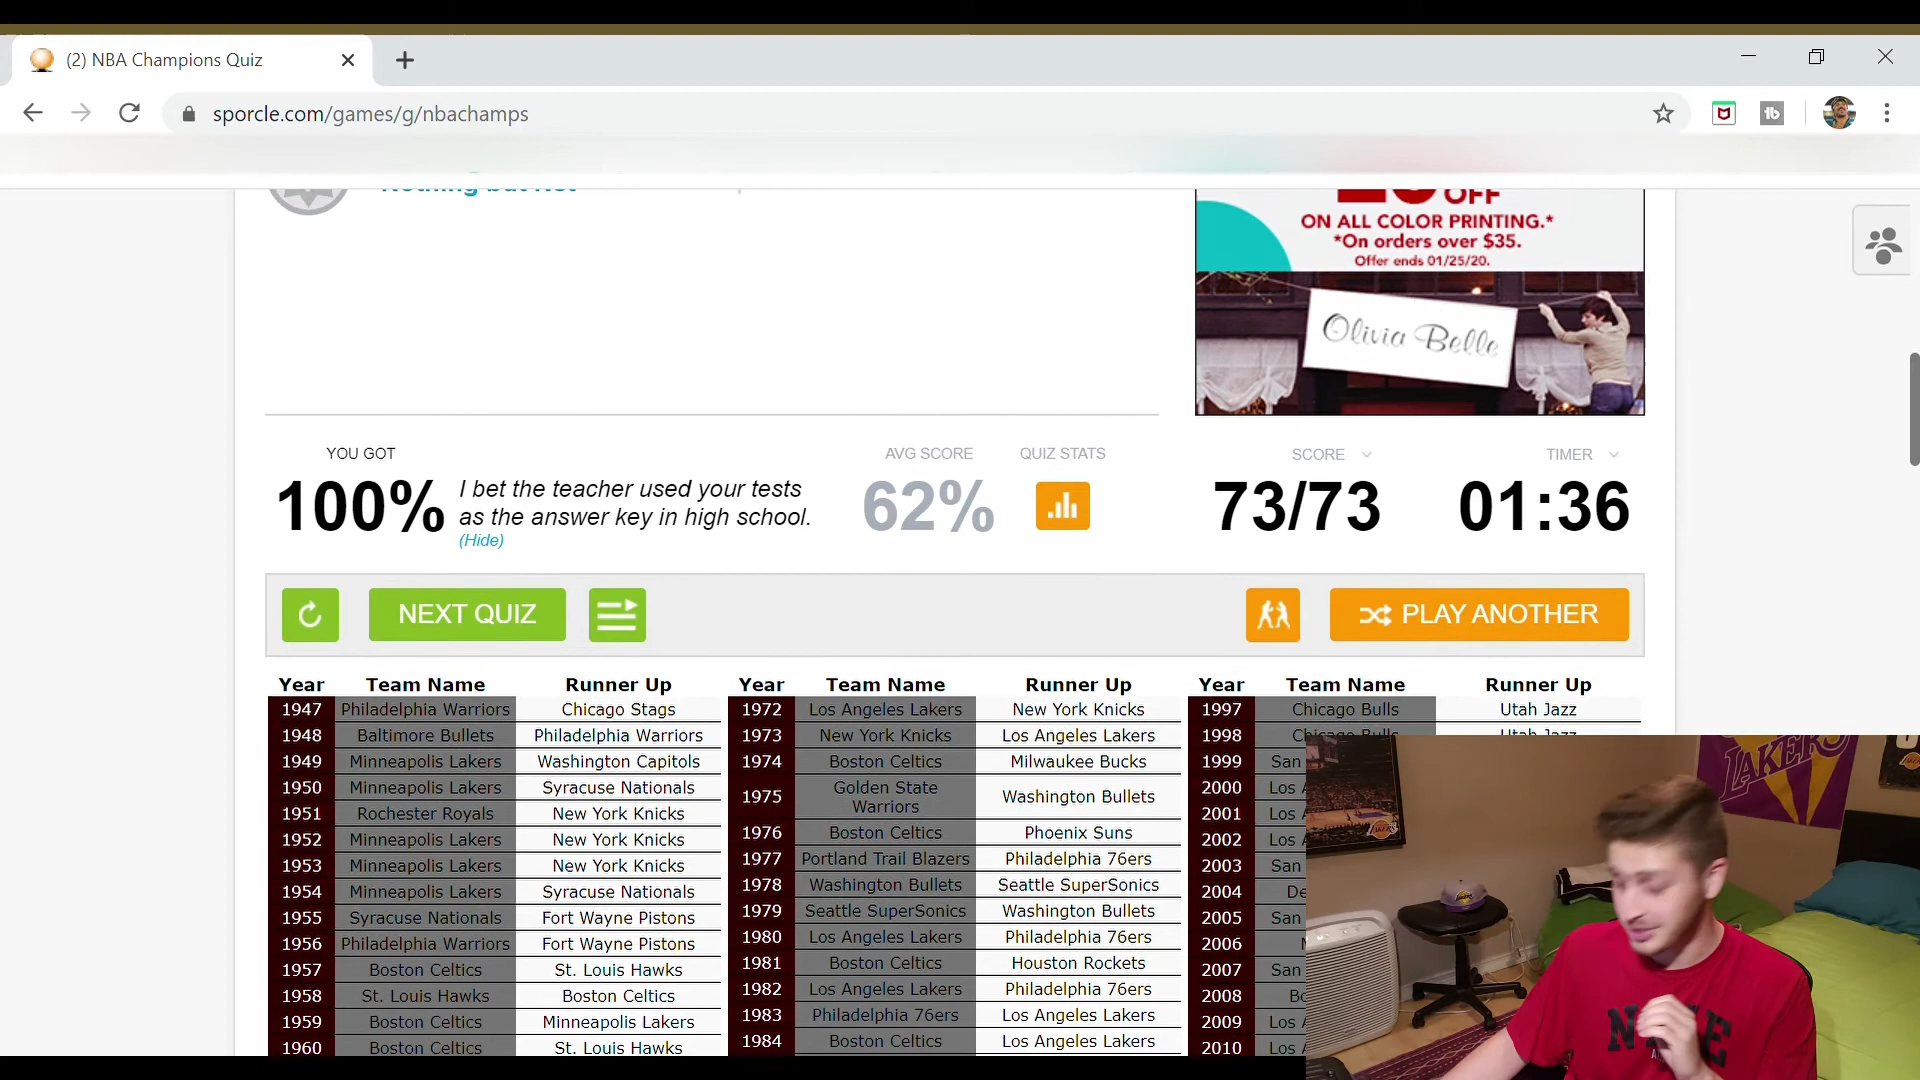 (2) NBA Champions Quiz
sporcle.com/games/g/nbachamps
OFF
ON ALL COLOR PRINTING.*
*On orders over $35.
Offer ends 01/25/20.
Olivia Belle
YOU GOT
100%
I bet the teacher used your tests
as the answer key in high school.
(Hide)
AVG SCORE
62%
QUIZ STATS
SCORE
73/73
TIMER
01:36
NEXT QUIZ
PLAY ANOTHER
Year Team Name Runner Up
1947 Philadelphia Warriors Chicago Stags
1948 Baltimore Bullets Philadelphia Warriors
1949 Minneapolis Lakers Washington Capitols
1950 Minneapolis Lakers Syracuse Nationals
1951 Rochester Royals New York Knicks
1952 Minneapolis Lakers New York Knicks
1953 Minneapolis Lakers New York Knicks
1954 Minneapolis Lakers Syracuse Nationals
1955 Syracuse Nationals Fort Wayne Pistons
1956 Philadelphia Warriors Fort Wayne Pistons
1957 Boston Celtics St. Louis Hawks
1958 St. Louis Hawks Boston Celtics
1959 Boston Celtics Minneapolis Lakers
1960 Boston Celtics St. Louis Hawks
Year Team Name Runner Up
1972 Los Angeles Lakers New York Knicks
1973 New York Knicks Los Angeles Lakers
1974 Boston Celtics Milwaukee Bucks
1975 Golden State Warriors Washington Bullets
1976 Boston Celtics Phoenix Suns
1977 Portland Trail Blazers Philadelphia 76ers
1978 Washington Bullets Seattle SuperSonics
1979 Seattle SuperSonics Washington Bullets
1980 Los Angeles Lakers Philadelphia 76ers
1981 Boston Celtics Houston Rockets
1982 Los Angeles Lakers Philadelphia 76ers
1983 Philadelphia 76ers Los Angeles Lakers
1984 Boston Celtics Los Angeles Lakers
Year Team Name Runner Up
1997 Chicago Bulls Utah Jazz
1998 Chicago Bulls Utah Jazz
1999 San
2000 Los
2001 Los
2002 Los
2003 San
2004 De
2005 San
2006
2007 San
2008 Bo
2009 Los
2010 Los
LAKERS